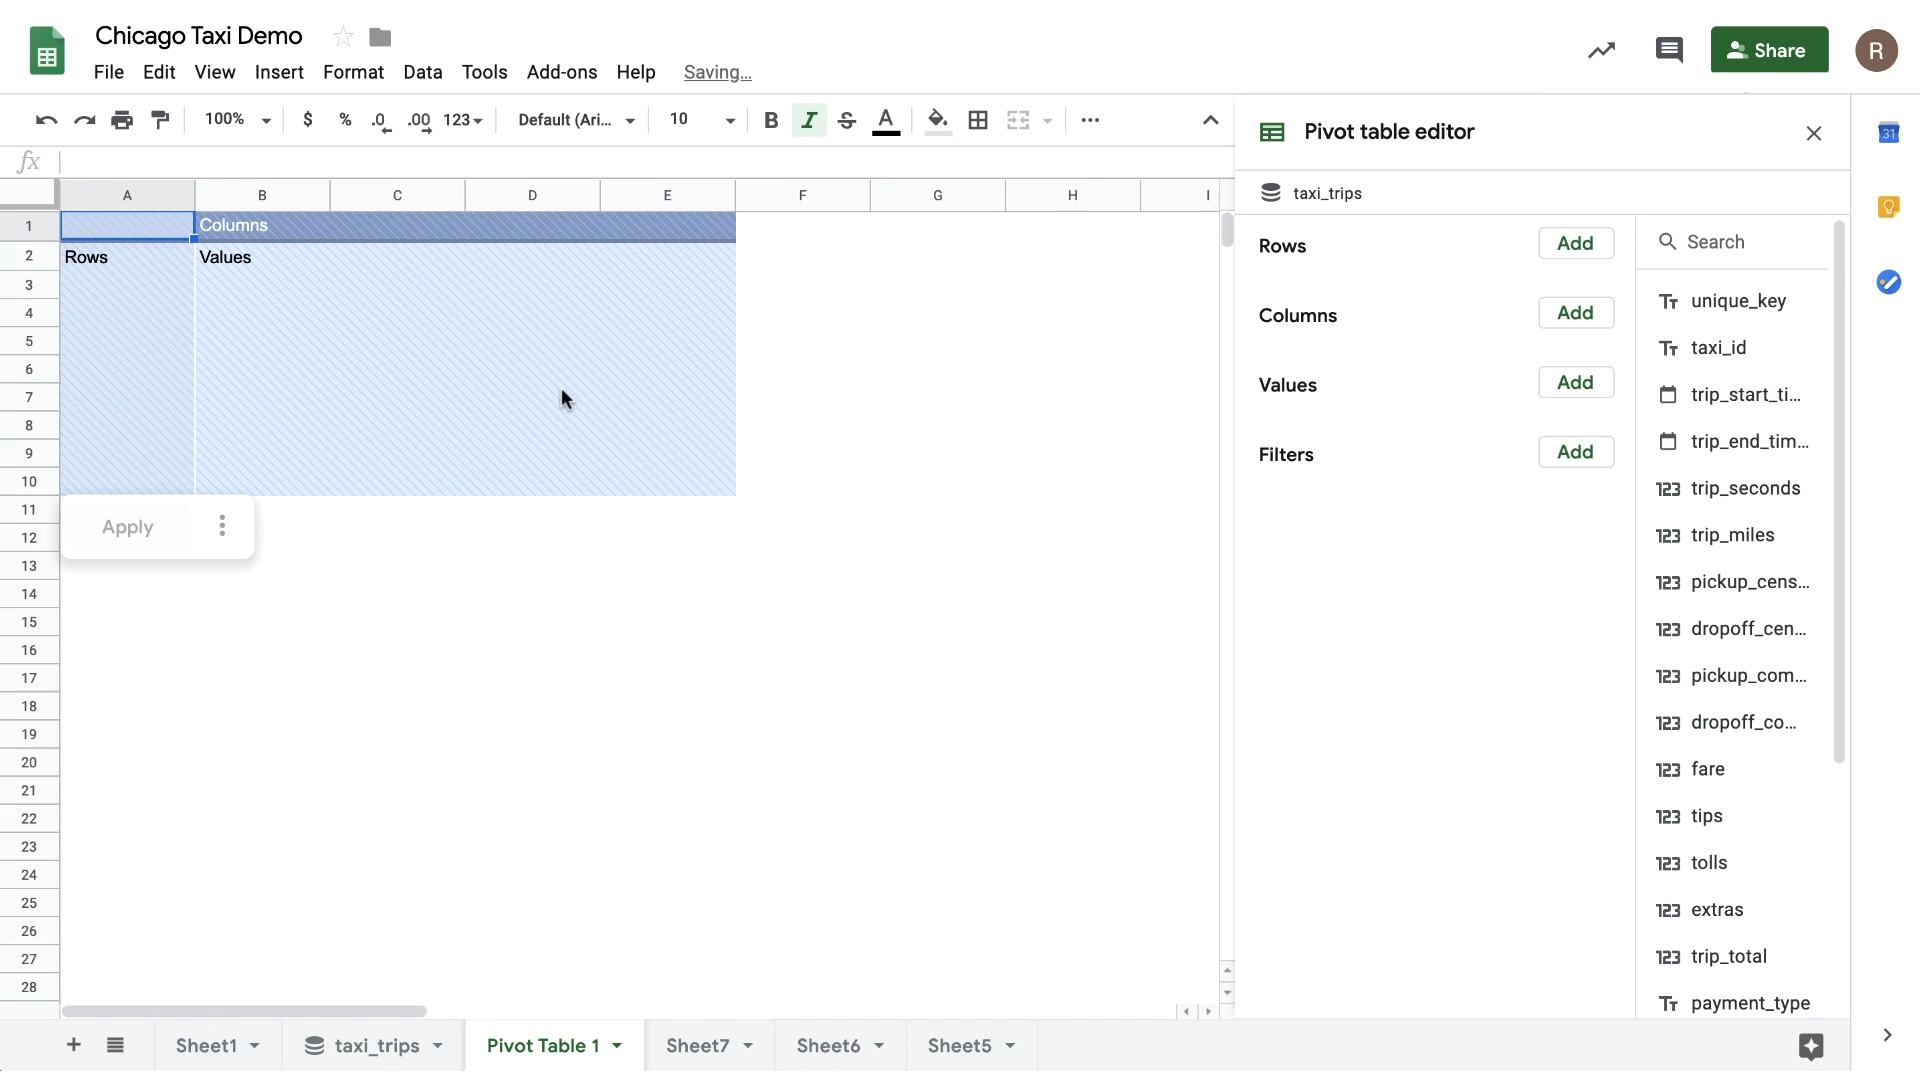 Chicago Taxi Demo
File Edit View Insert Format Data Tools Add-ons Help Saving...
Share
R
100% $ % .0 .00 123 Default (Ari... 10 B I S A
fx
Pivot table editor
31
taxi_trips
A B C D E F G H I
1 Columns
2 Rows Values
3
4
5
6
7
8
9
10
11
12
13
14
15
16
17
18
19
20
21
22
23
24
25
26
27
28
Apply
Rows Add
Columns Add
Values Add
Filters Add
Search
TT unique_key
TT taxi_id
trip_start_ti...
trip_end_tim...
123 trip_seconds
123 trip_miles
123 pickup_cens...
123 dropoff_cen...
123 pickup_com...
123 dropoff_co...
123 fare
123 tips
123 tolls
123 extras
123 trip_total
TT payment_type
+ Sheet1 taxi_trips Pivot Table 1 Sheet7 Sheet6 Sheet5